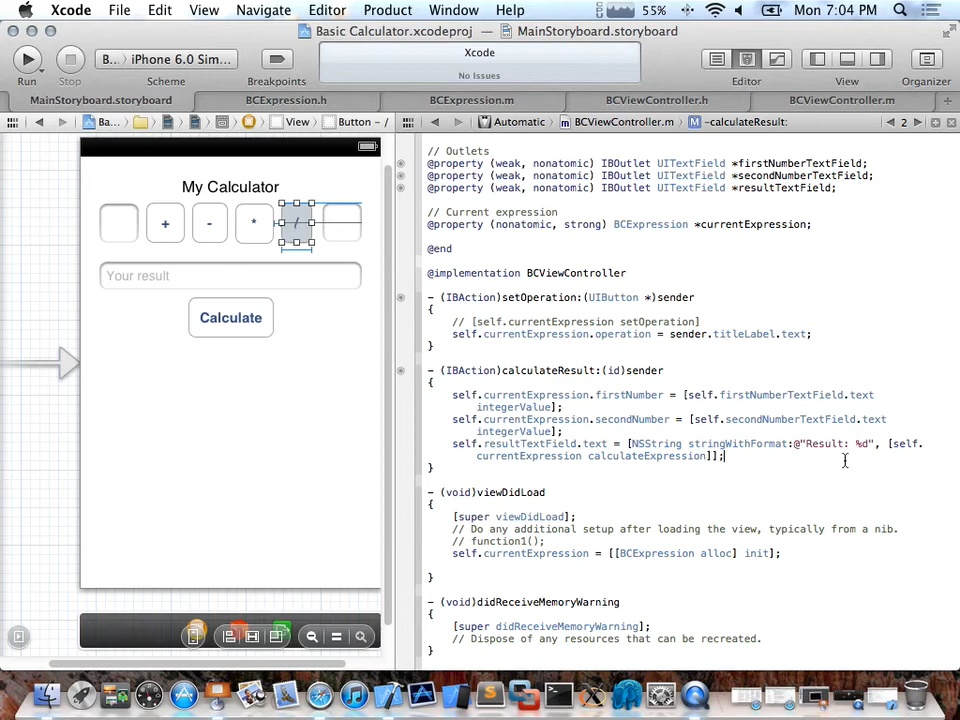 Xcode File Edit View Navigate Editor Product Window Help 55% Mon 7:04 PM
Basic Calculator.xcodeproj — MainStoryboard.storyboard
B... iPhone 6.0 Sim...
Xcode
No Issues
Run Stop Scheme Breakpoints Editor View Organizer
MainStoryboard.storyboard BCExpression.h BCExpression.m BCViewController.h BCViewController.m
Ba... View Button – / Automatic BCViewController.m M -calculateResult: 2
My Calculator
+ - * /
Your result
Calculate
// Outlets
@property (weak, nonatomic) IBOutlet UITextField *firstNumberTextField;
@property (weak, nonatomic) IBOutlet UITextField *secondNumberTextField;
@property (weak, nonatomic) IBOutlet UITextField *resultTextField;
// Current expression
@property (nonatomic, strong) BCExpression *currentExpression;
@end
@implementation BCViewController
- (IBAction)setOperation:(UIButton *)sender
{
// [self.currentExpression setOperation]
self.currentExpression.operation = sender.titleLabel.text;
}
- (IBAction)calculateResult:(id)sender
{
self.currentExpression.firstNumber = [self.firstNumberTextField.text
integerValue];
self.currentExpression.secondNumber = [self.secondNumberTextField.text
integerValue];
self.resultTextField.text = [NSString stringWithFormat:@"Result: %d", [self.
currentExpression calculateExpression]];
}
- (void)viewDidLoad
{
[super viewDidLoad];
// Do any additional setup after loading the view, typically from a nib.
// function1();
self.currentExpression = [[BCExpression alloc] init];
}
- (void)didReceiveMemoryWarning
{
[super didReceiveMemoryWarning];
// Dispose of any resources that can be recreated.
}